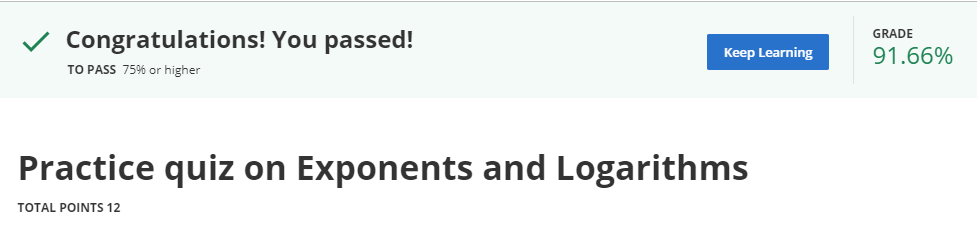 Congratulations! You passed!
TO PASS 75% or higher
Keep Learning
GRADE
91.66%
Practice quiz on Exponents and Logarithms
TOTAL POINTS 12